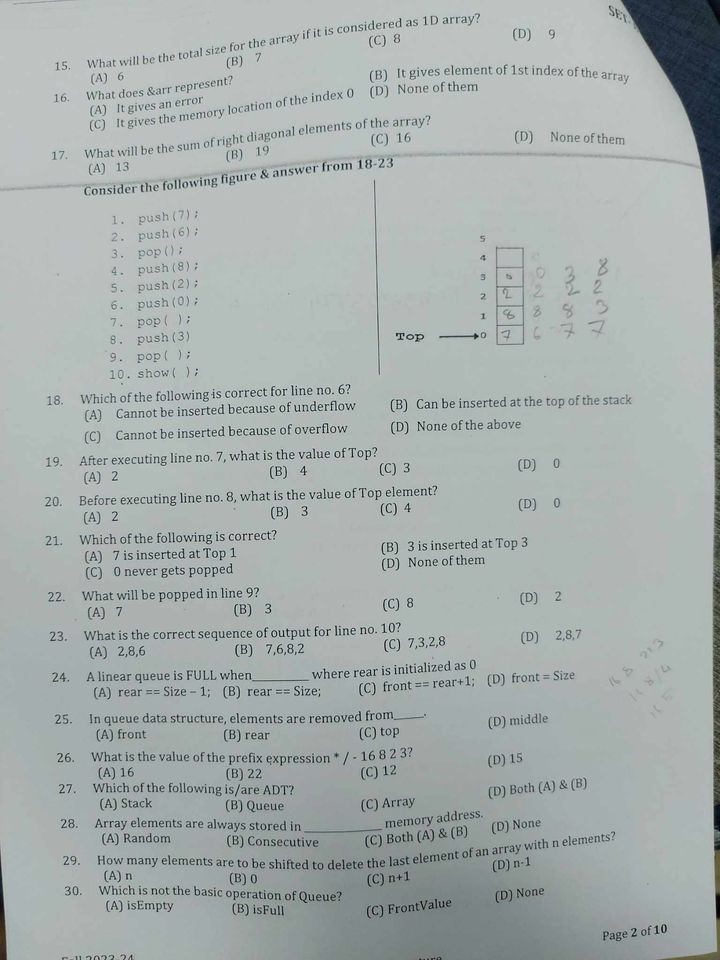 SET-
15. What will be the total size for the array if it is considered as 1D array?
(A) 6 (B) 7 (C) 8 (D) 9
16. What does &arr represent?
(A) It gives an error (B) It gives element of 1st index of the array
(C) It gives the memory location of the index 0 (D) None of them
17. What will be the sum of right diagonal elements of the array?
(A) 13 (B) 19 (C) 16 (D) None of them
Consider the following figure & answer from 18-23
1. push(7);
2. push(6);
3. pop();
4. push(8);
5. push(2);
6. push(0);
7. pop( );
8. push(3)
9. pop( );
10. show( );
5
4
3 0 0 3 8
2 2 2 2 2
1 8 8 8 3
Top 0 7 6 7 7
18. Which of the following is correct for line no. 6?
(A) Cannot be inserted because of underflow (B) Can be inserted at the top of the stack
(C) Cannot be inserted because of overflow (D) None of the above
19. After executing line no. 7, what is the value of Top?
(A) 2 (B) 4 (C) 3 (D) 0
20. Before executing line no. 8, what is the value of Top element?
(A) 2 (B) 3 (C) 4 (D) 0
21. Which of the following is correct?
(A) 7 is inserted at Top 1 (B) 3 is inserted at Top 3
(C) 0 never gets popped (D) None of them
22. What will be popped in line 9?
(A) 7 (B) 3 (C) 8 (D) 2
23. What is the correct sequence of output for line no. 10?
(A) 2,8,6 (B) 7,6,8,2 (C) 7,3,2,8 (D) 2,8,7
24. A linear queue is FULL when_________ where rear is initialized as 0
(A) rear == Size – 1; (B) rear == Size; (C) front == rear+1; (D) front = Size
25. In queue data structure, elements are removed from_____.
(A) front (B) rear (C) top (D) middle
26. What is the value of the prefix expression * / - 16 8 2 3?
(A) 16 (B) 22 (C) 12 (D) 15
27. Which of the following is/are ADT?
(A) Stack (B) Queue (C) Array (D) Both (A) & (B)
28. Array elements are always stored in ____________ memory address.
(A) Random (B) Consecutive (C) Both (A) & (B) (D) None
29. How many elements are to be shifted to delete the last element of an array with n elements?
(A) n (B) 0 (C) n+1 (D) n-1
30. Which is not the basic operation of Queue?
(A) isEmpty (B) isFull (C) FrontValue (D) None
Page 2 of 10